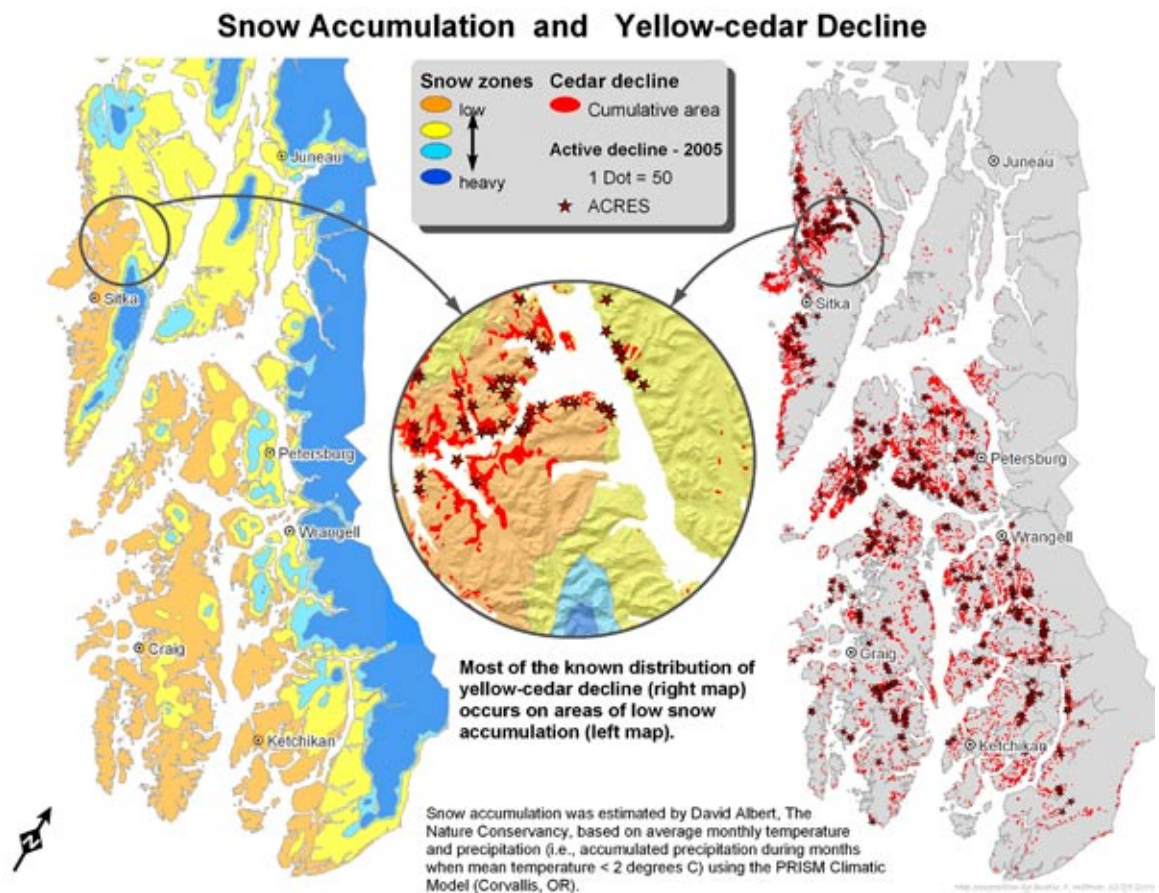 Snow Accumulation and Yellow-cedar Decline
Snow zones
low
heavy
Cedar decline
Cumulative area
Active decline - 2005
1 Dot = 50
ACRES
Juneau
Sitka
Petersburg
Wrangell
Craig
Ketchikan
Juneau
Sitka
Petersburg
Wrangell
Craig
Ketchikan
Most of the known distribution of
yellow-cedar decline (right map)
occurs on areas of low snow
accumulation (left map).
Snow accumulation was estimated by David Albert, The
Nature Conservancy, based on average monthly temperature
and precipitation (i.e., accumulated precipitation during months
when mean temperature < 2 degrees C) using the PRISM Climatic
Model (Corvallis, OR).
N